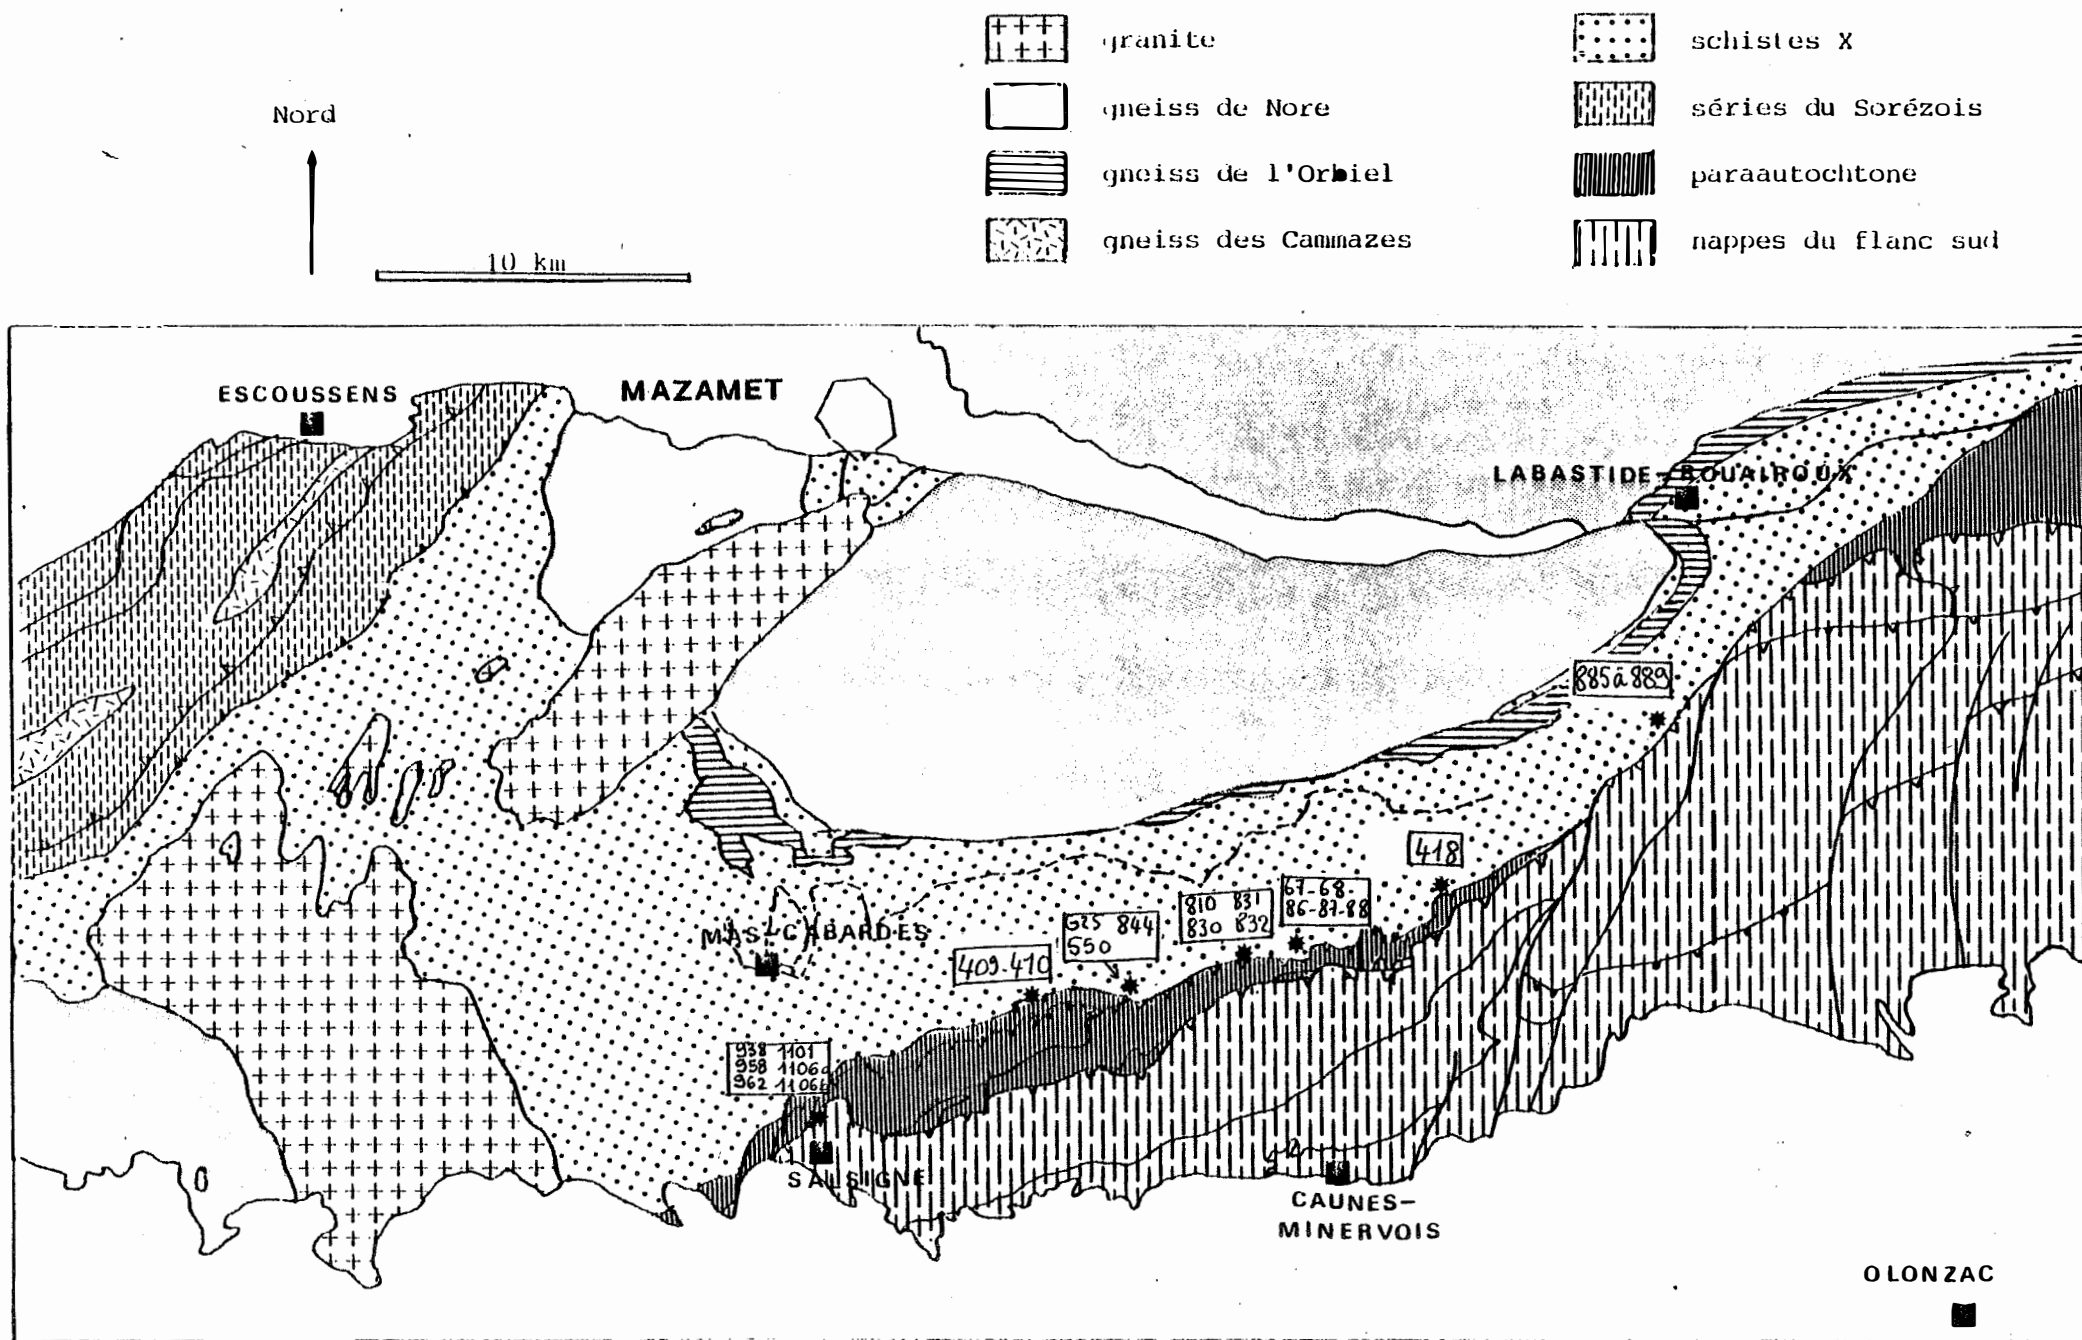 granite
schistes X
gneiss de Nore
séries du Sorézois
gneiss de l'Orbiel
paraautochtone
gneiss des Cammazes
nappes du flanc sud
Nord
10 km
ESCOUSSENS
MAZAMET
LABASTIDE-ROUAIROUX
885 à 889
418
67-68-
86-87-88
810 831
830 832
G25 844
550
409-410
MAS-CABARDES
938 1101
958 1106a
962 1106b
SALSIGNE
CAUNES-
MINERVOIS
OLONZAC